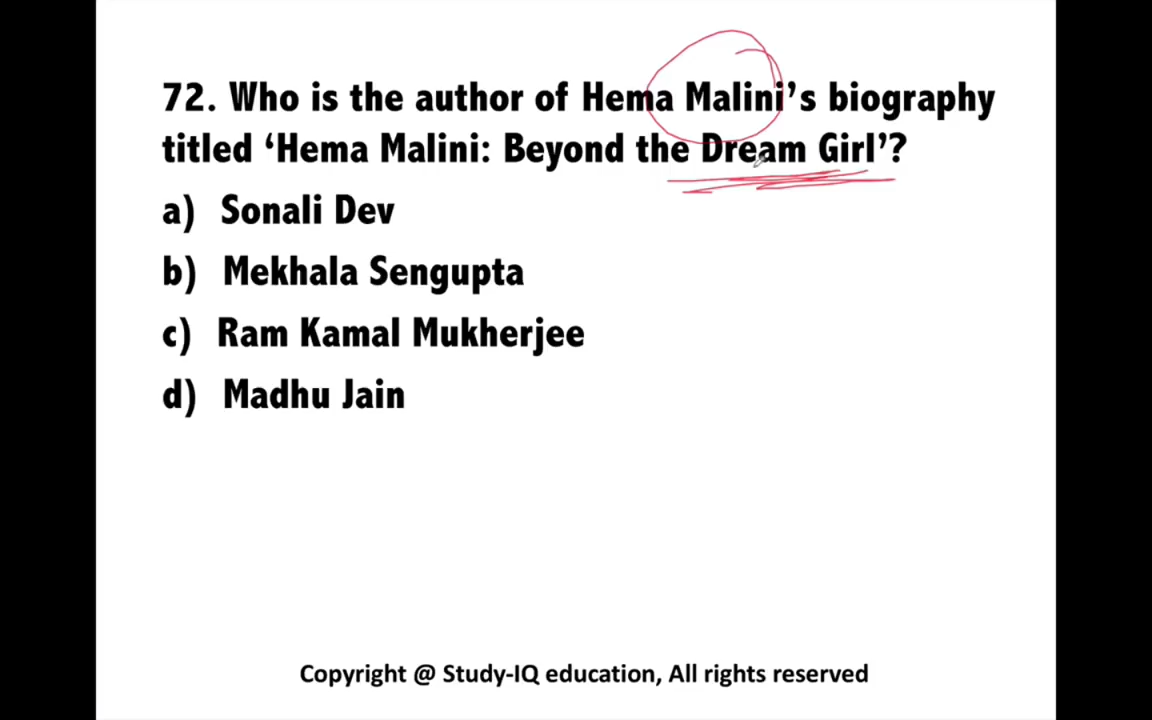 72. Who is the author of Hema Malini’s biography
titled ‘Hema Malini: Beyond the Dream Girl’?
a) Sonali Dev
b) Mekhala Sengupta
c) Ram Kamal Mukherjee
d) Madhu Jain
Copyright @ Study-IQ education, All rights reserved